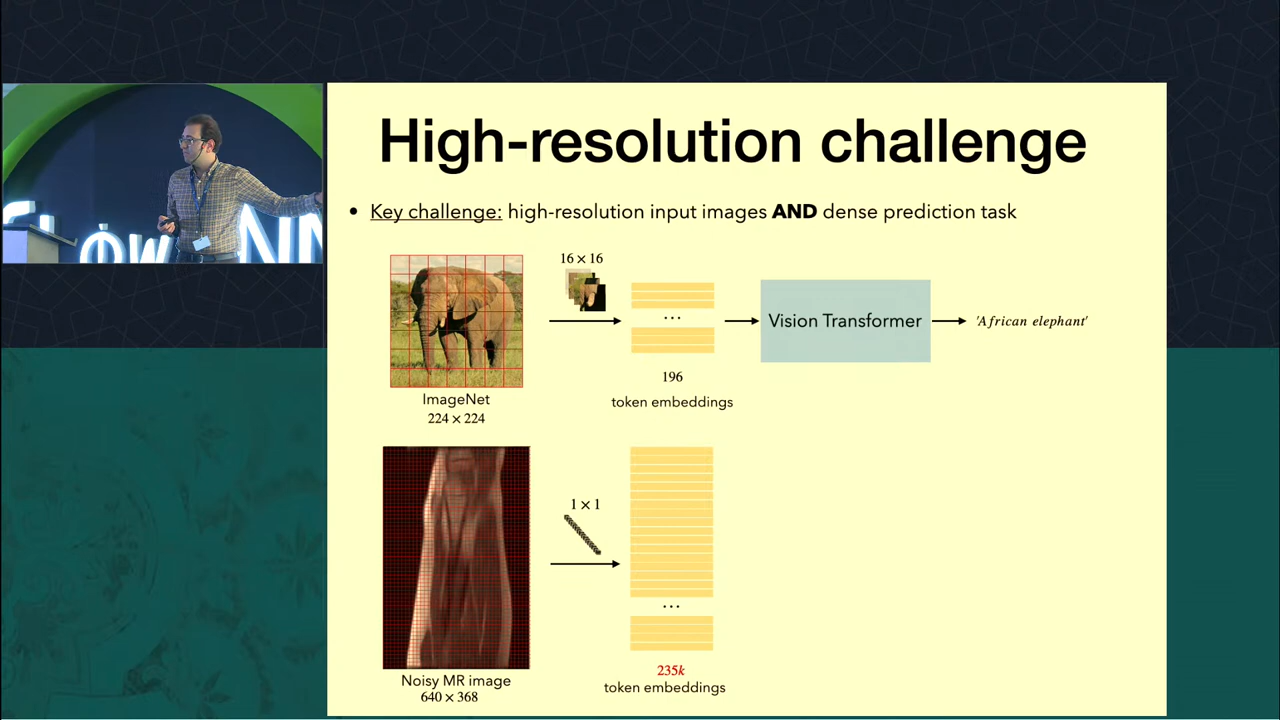 High-resolution challenge
• Key challenge: high-resolution input images AND dense prediction task
16 × 16
...
Vision Transformer
'African elephant'
196
token embeddings
ImageNet
224 × 224
1 × 1
...
Noisy MR image
640 × 368
235k
token embeddings